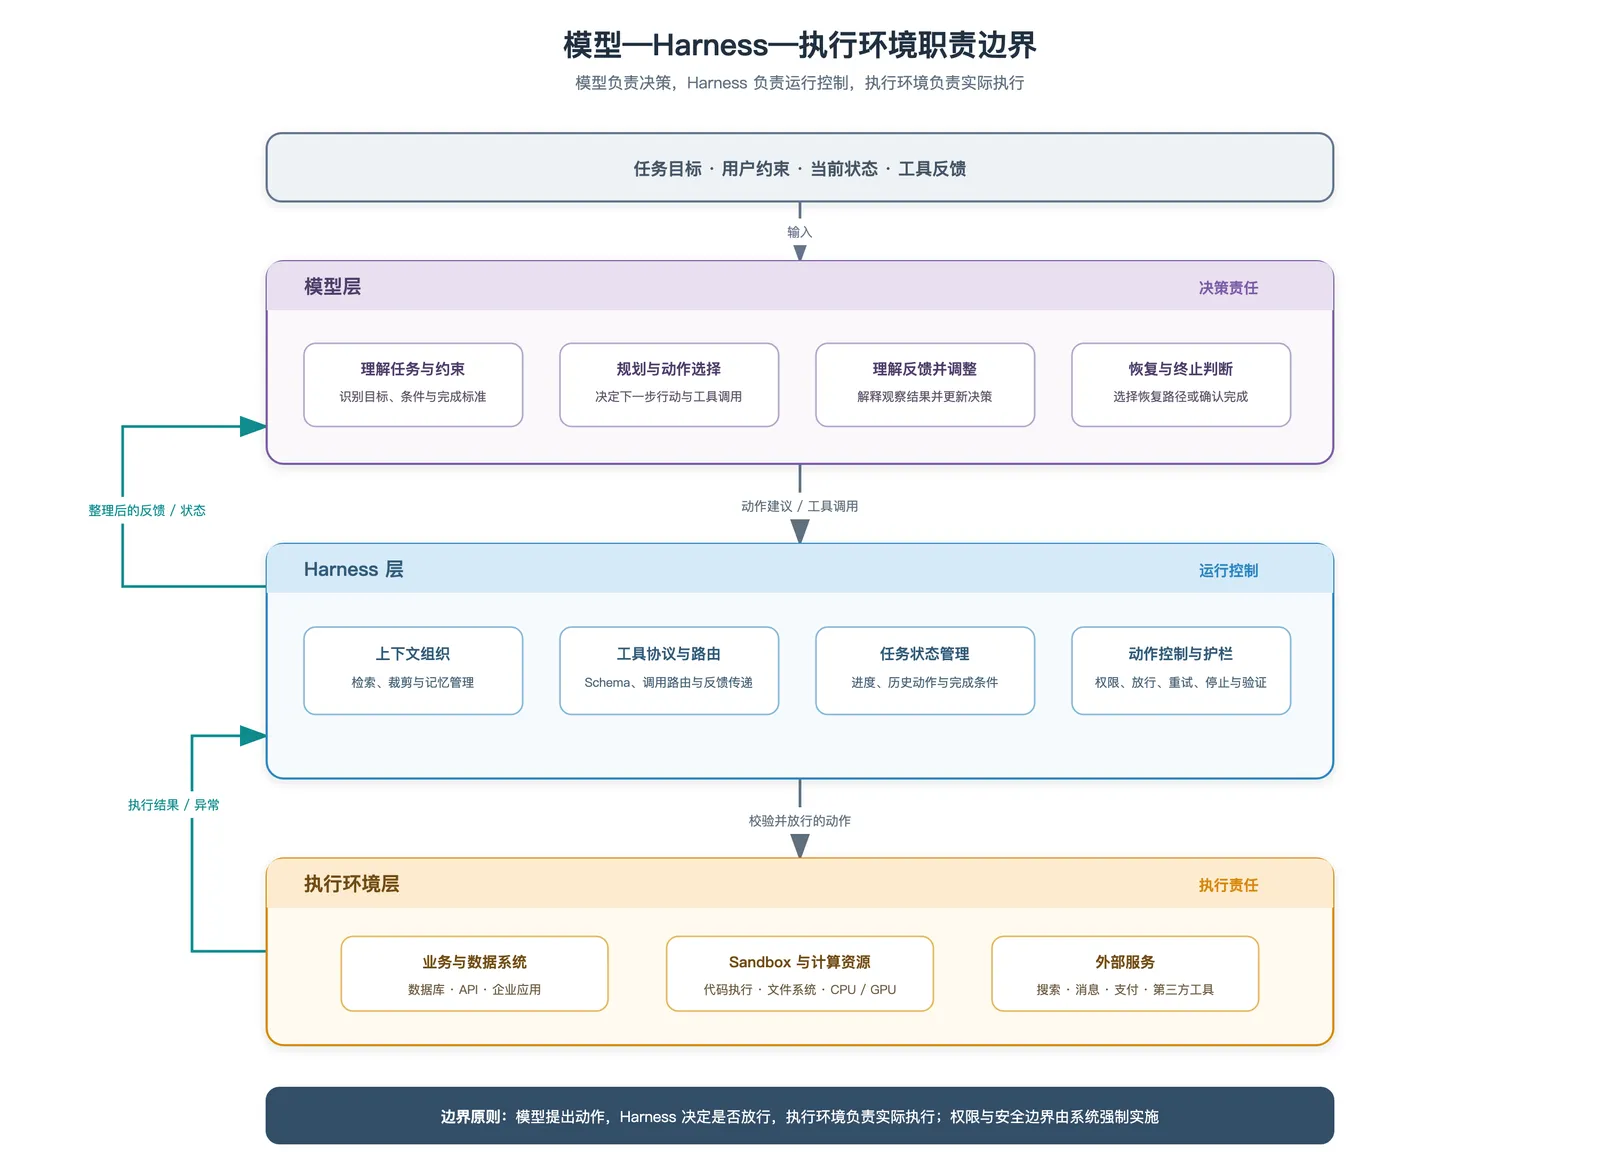 模型—Harness—执行环境职责边界
模型负责决策，Harness 负责运行控制，执行环境负责实际执行
任务目标 · 用户约束 · 当前状态 · 工具反馈
输入
模型层
决策责任
理解任务与约束
识别目标、条件与完成标准
规划与动作选择
决定下一步行动与工具调用
理解反馈并调整
解释观察结果并更新决策
恢复与终止判断
选择恢复路径或确认完成
整理后的反馈 / 状态
动作建议 / 工具调用
Harness 层
运行控制
上下文组织
检索、裁剪与记忆管理
工具协议与路由
Schema、调用路由与反馈传递
任务状态管理
进度、历史动作与完成条件
动作控制与护栏
权限、放行、重试、停止与验证
执行结果 / 异常
校验并放行的动作
执行环境层
执行责任
业务与数据系统
数据库 · API · 企业应用
Sandbox 与计算资源
代码执行 · 文件系统 · CPU / GPU
外部服务
搜索 · 消息 · 支付 · 第三方工具
边界原则：模型提出动作，Harness 决定是否放行，执行环境负责实际执行；权限与安全边界由系统强制实施